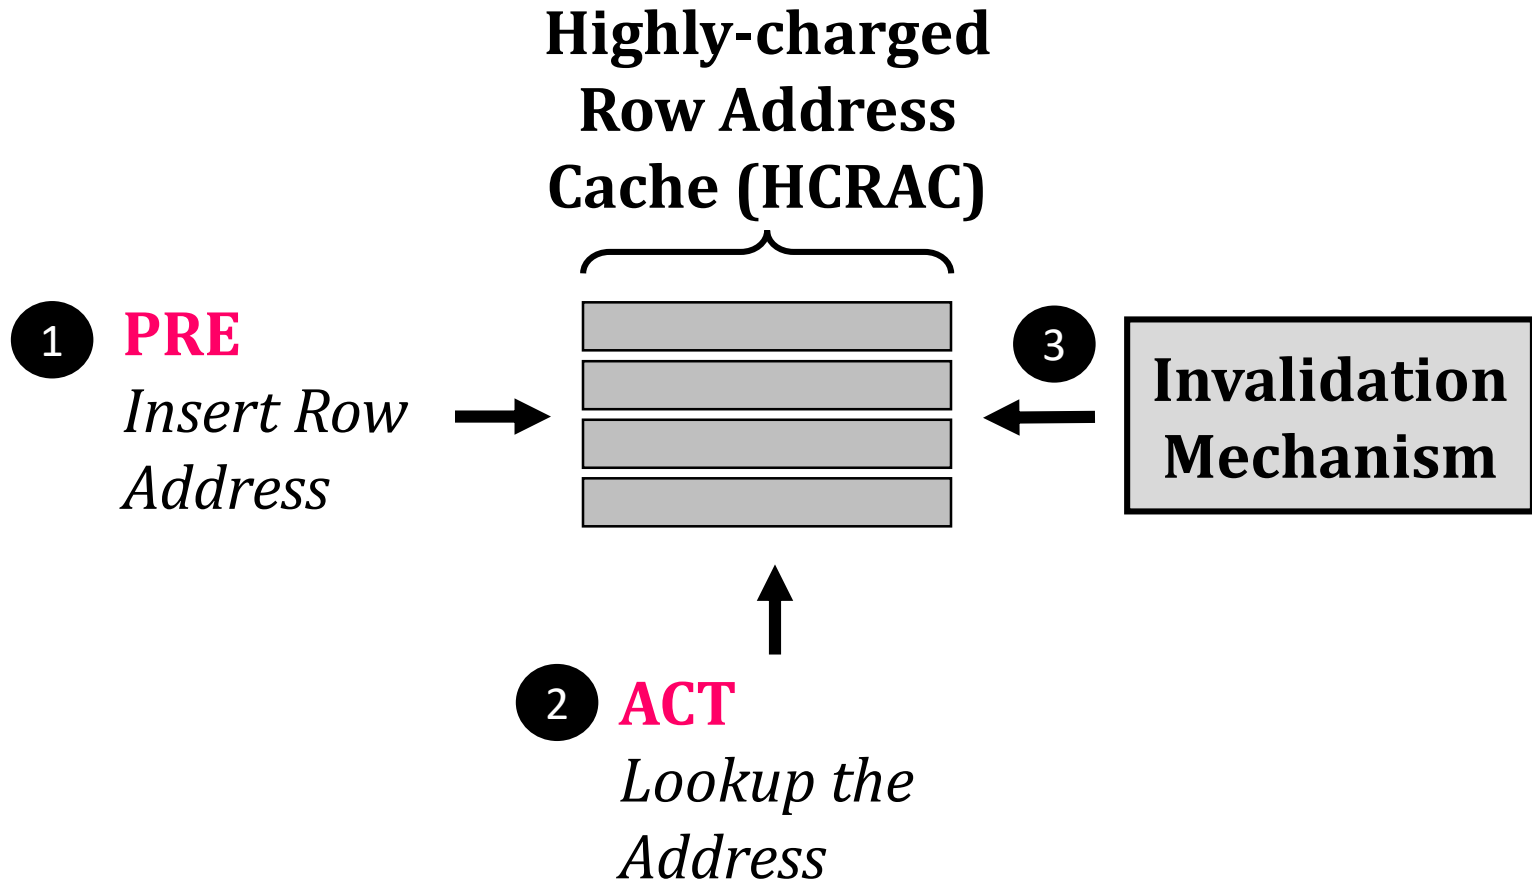 Highly-charged
Row Address
Cache (HCRAC)
1 PRE
Insert Row
Address
3
Invalidation
Mechanism
2 ACT
Lookup the
Address